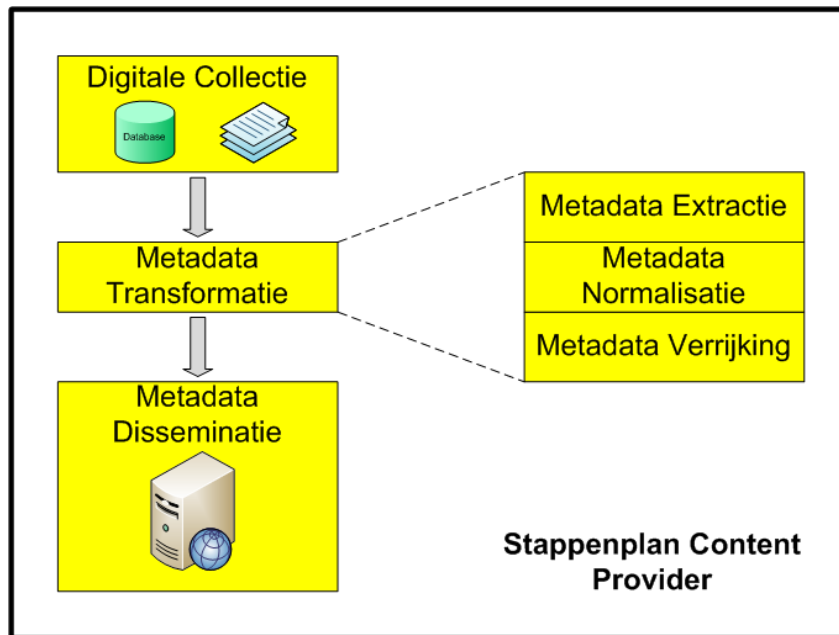 Digitale Collectie
Database
Metadata
Transformatie
Metadata
Disseminatie
Metadata Extractie
Metadata
Normalisatie
Metadata Verrijking
Stappenplan Content
Provider